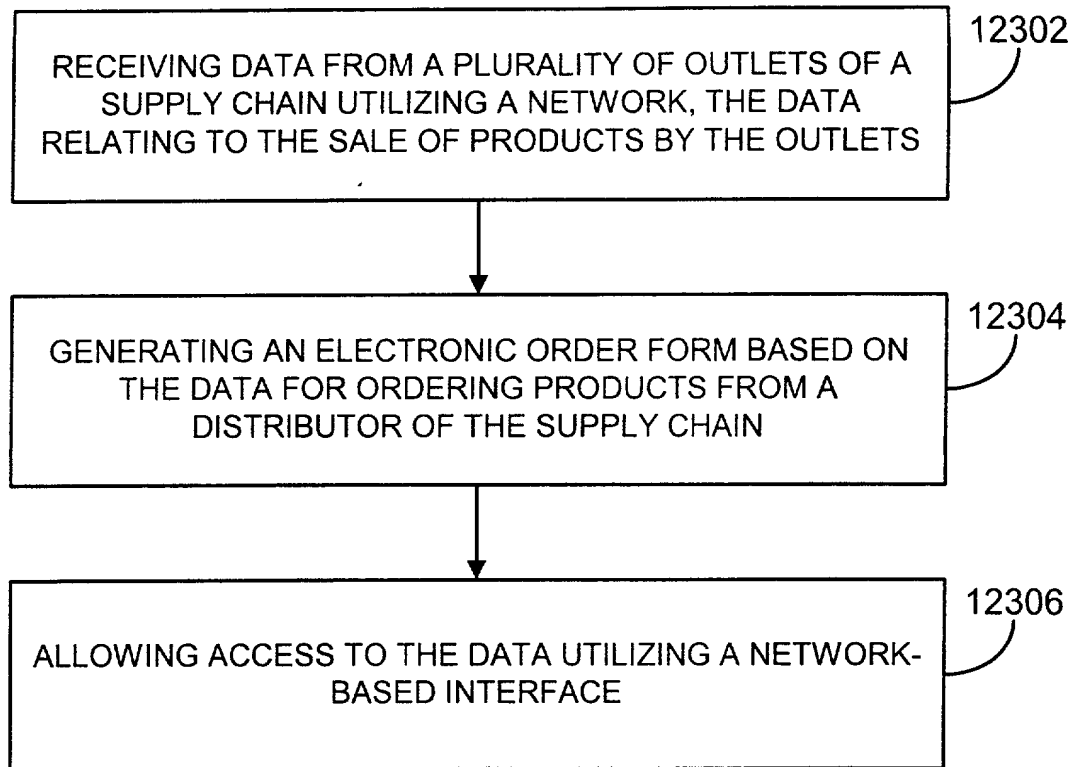 12302
RECEIVING DATA FROM A PLURALITY OF OUTLETS OF A
SUPPLY CHAIN UTILIZING A NETWORK, THE DATA
RELATING TO THE SALE OF PRODUCTS BY THE OUTLETS
12304
GENERATING AN ELECTRONIC ORDER FORM BASED ON
THE DATA FOR ORDERING PRODUCTS FROM A
DISTRIBUTOR OF THE SUPPLY CHAIN
12306
ALLOWING ACCESS TO THE DATA UTILIZING A NETWORK-
BASED INTERFACE